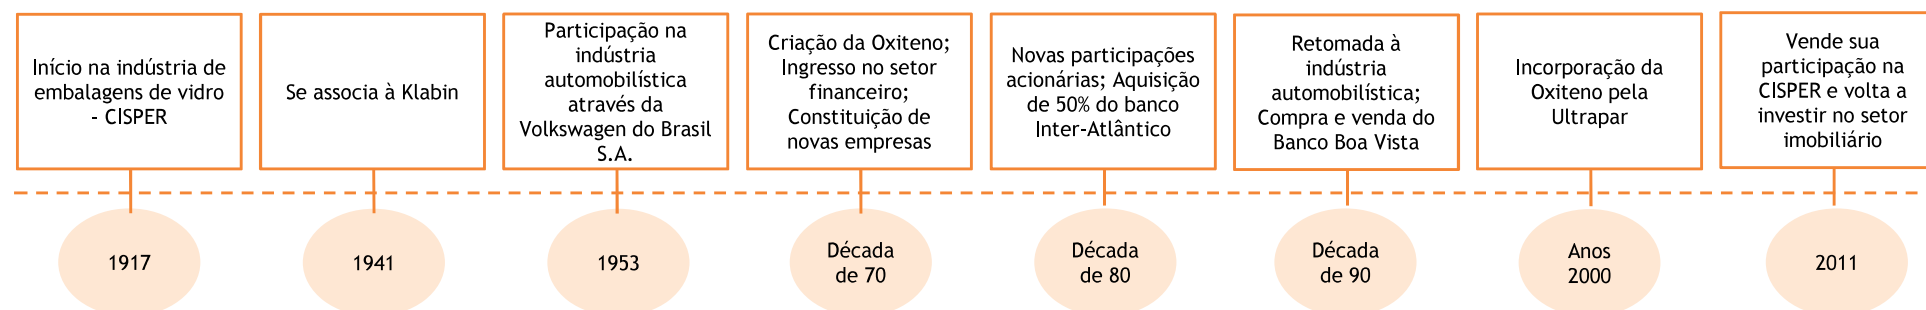 Início na indústria de
embalagens de vidro
- CISPER
1917
Se associa à Klabin
1941
Participação na
indústria
automobilística
através da
Volkswagen do Brasil
S.A.
1953
Criação da Oxiteno;
Ingresso no setor
financeiro;
Constituição de
novas empresas
Década
de 70
Novas participações
acionárias; Aquisição
de 50% do banco
Inter-Atlântico
Década
de 80
Retomada à
indústria
automobilística;
Compra e venda do
Banco Boa Vista
Década
de 90
Incorporação da
Oxiteno pela
Ultrapar
Anos
2000
Vende sua
participação na
CISPER e volta a
investir no setor
imobiliário
2011